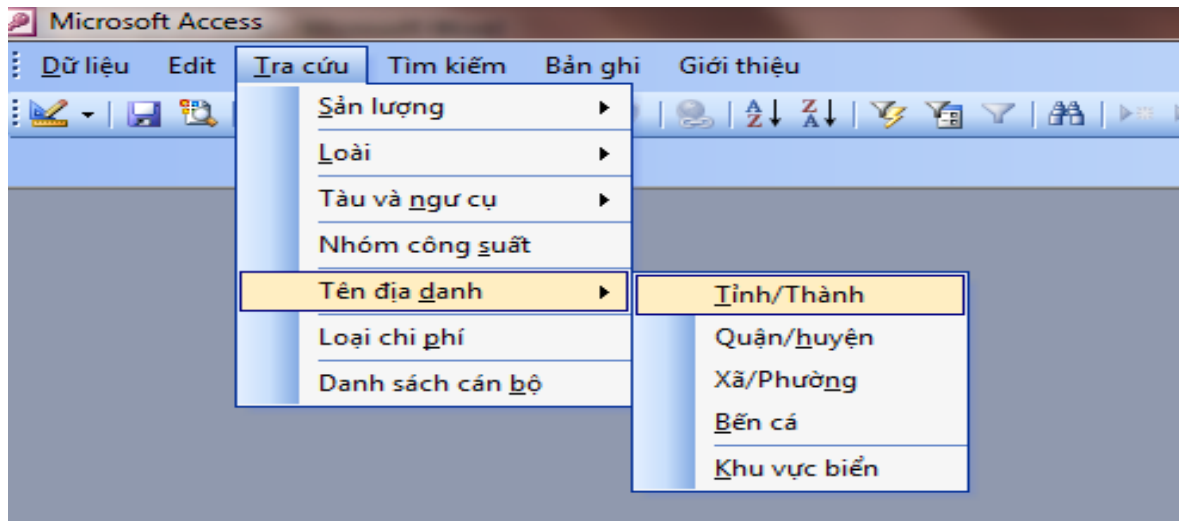 Microsoft Access
Dữ liệu Edit Tra cứu Tìm kiếm Bản ghi Giới thiệu
Sản lượng
Loài
Tàu và ngư cụ
Nhóm công suất
Tên địa danh
Tỉnh/Thành
Loại chi phí
Quận/huyện
Danh sách cán bộ
Xã/Phường
Bến cá
Khu vực biển